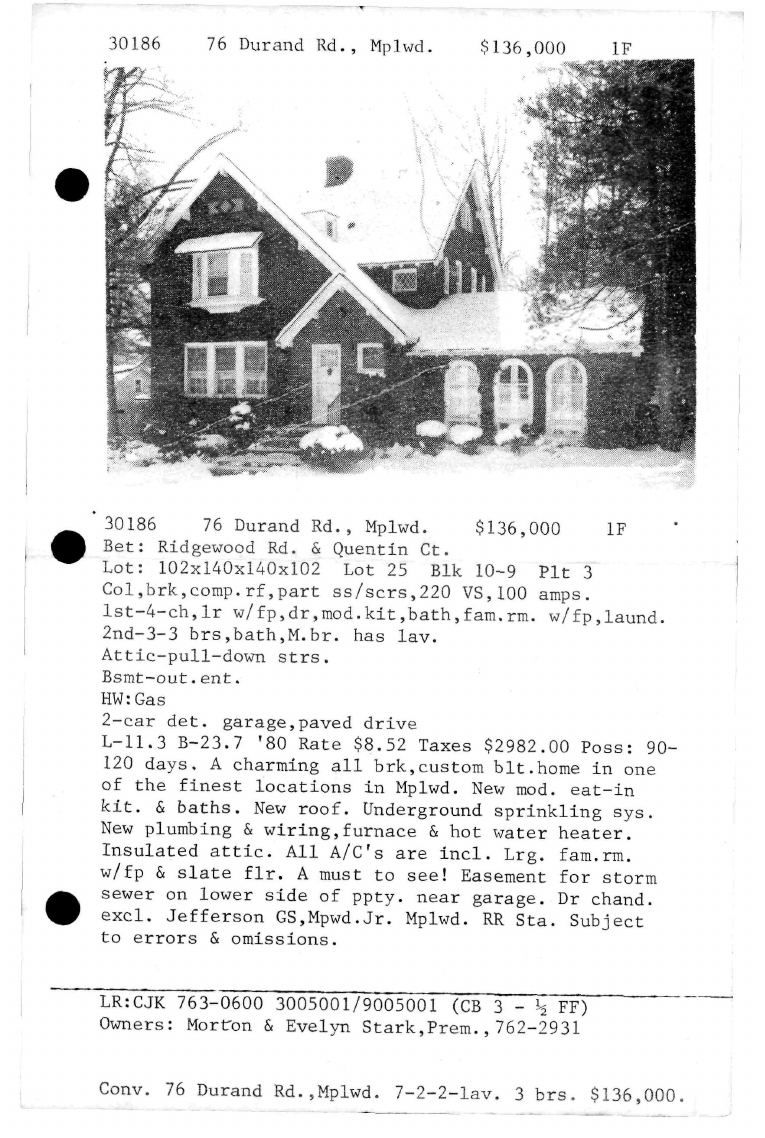 30186 76 Durand Rd., Mplwd. $136,000 1F
30186 76 Durand Rd., Mplwd. $136,000 1F
Bet: Ridgewood Rd. & Quentin Ct.
Lot: 102x140x140x102 Lot 25 Blk 10-9 Plt 3
Col,brk,comp.rf,part ss/scrs,220 VS,100 amps.
1st-4-ch,lr w/fp,dr,mod.kit,bath,fam.rm. w/fp,laund.
2nd-3-3 brs,bath,M.br. has lav.
Attic-pull-down strs.
Bsmt-out.ent.
HW:Gas
2-car det. garage,paved drive
L-11.3 B-23.7 '80 Rate $8.52 Taxes $2982.00 Poss: 90-
120 days. A charming all brk,custom blt.home in one
of the finest locations in Mplwd. New mod. eat-in
kit. & baths. New roof. Underground sprinkling sys.
New plumbing & wiring,furnace & hot water heater.
Insulated attic. All A/C's are incl. Lrg. fam.rm.
w/fp & slate flr. A must to see! Easement for storm
sewer on lower side of ppty. near garage. Dr chand.
excl. Jefferson GS,Mpwd.Jr. Mplwd. RR Sta. Subject
to errors & omissions.
LR:CJK 763-0600 3005001/9005001 (CB 3 - ½ FF)
Owners: Morton & Evelyn Stark,Prem.,762-2931
Conv. 76 Durand Rd.,Mplwd. 7-2-2-lav. 3 brs. $136,000.